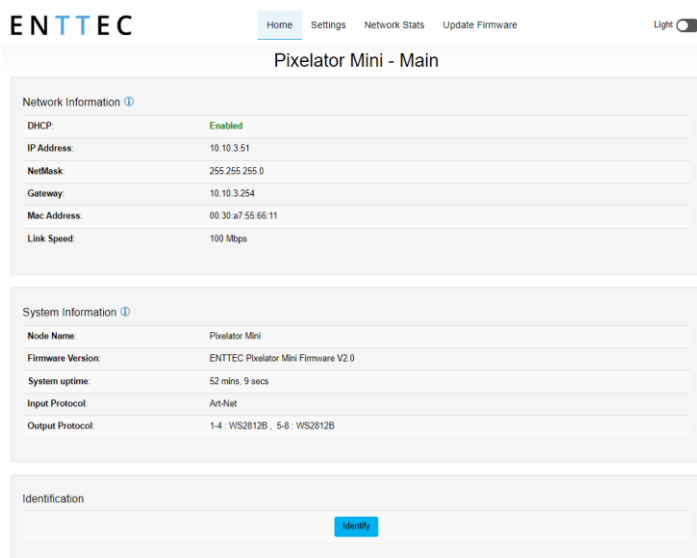 ENTTEC Home Settings Network Stats Update Firmware Light
Pixelator Mini - Main
Network Information
DHCP: Enabled
IP Address: 10.10.3.51
NetMask: 255.255.255.0
Gateway: 10.10.3.254
Mac Address: 00:30:a7:55:66:11
Link Speed: 100 Mbps
System Information
Node Name: Pixelator Mini
Firmware Version: ENTTEC Pixelator Mini Firmware V2.0
System uptime: 52 mins, 9 secs
Input Protocol: Art-Net
Output Protocol: 1-4 : WS2812B , 5-8 : WS2812B
Identification
Identify